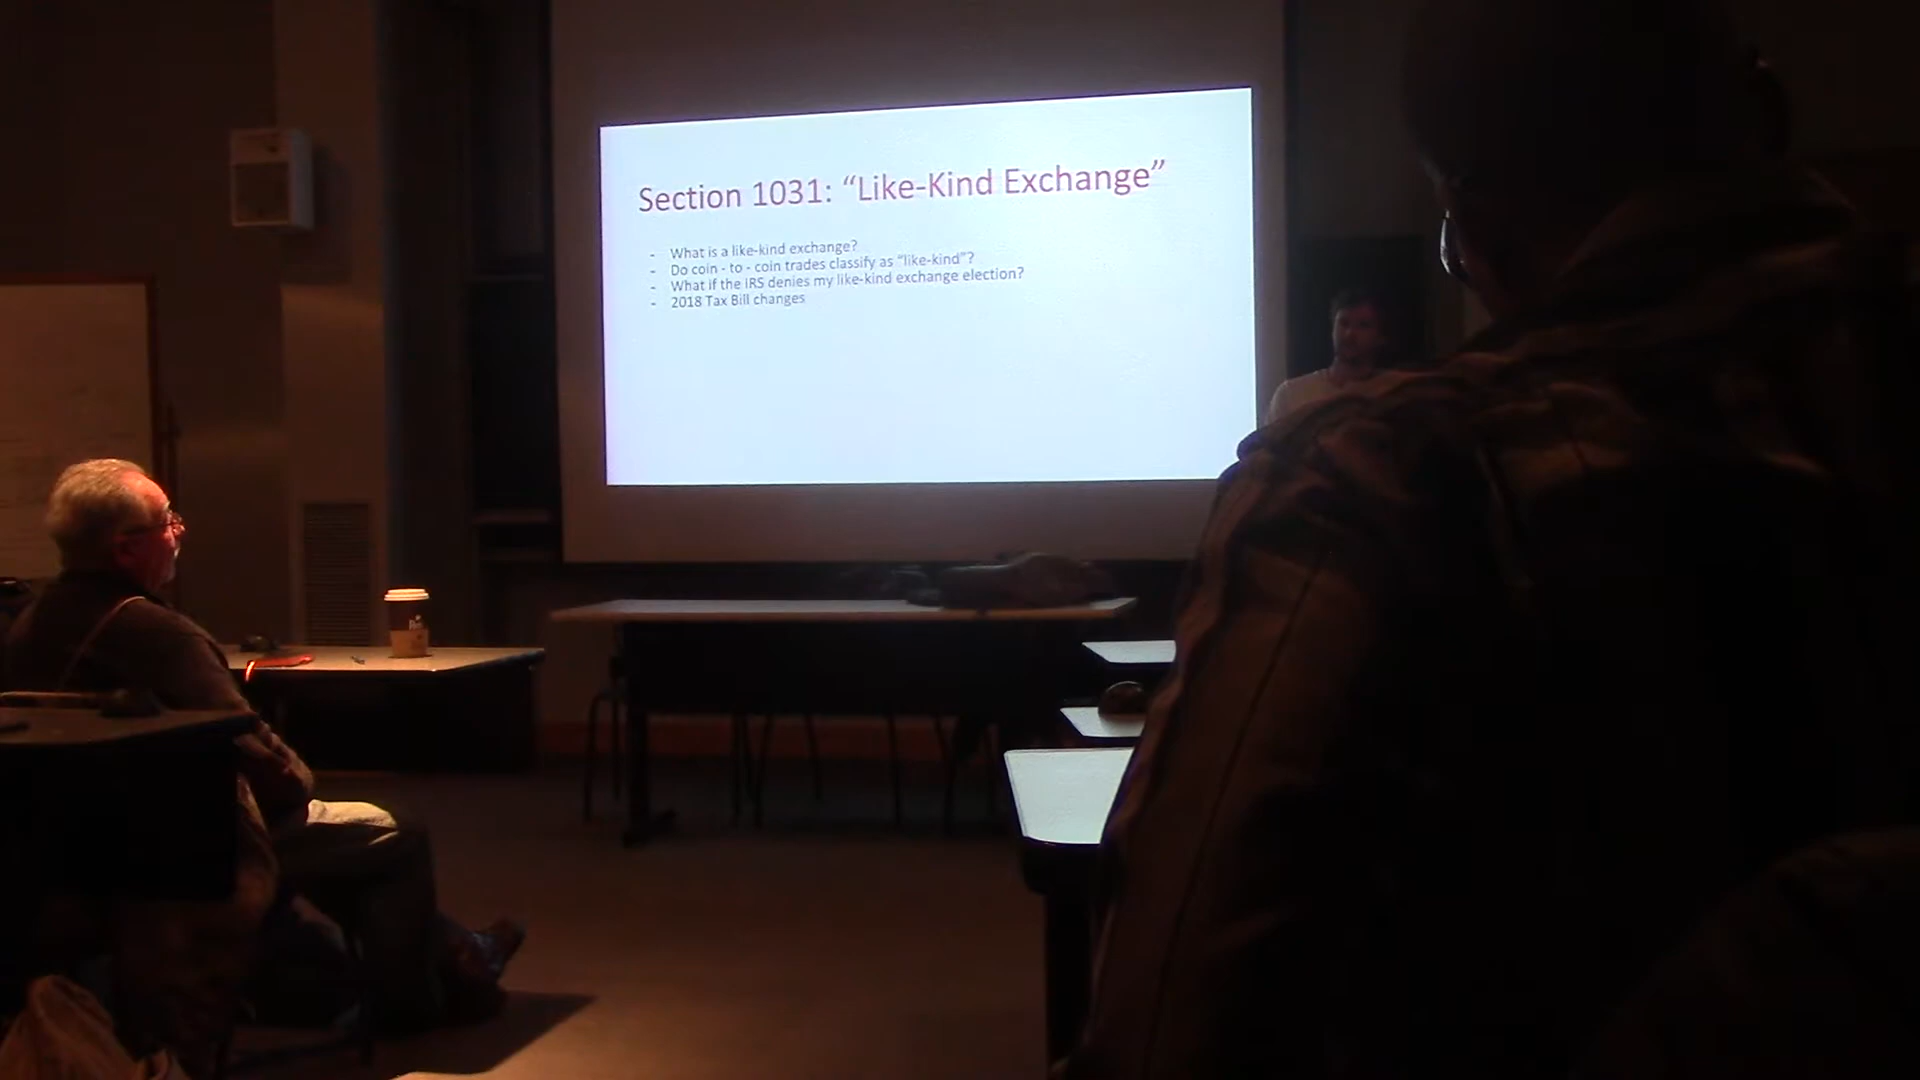 Section 1031: “Like-Kind Exchange”
- What is a like-kind exchange?
- Do coin - to - coin trades classify as “like-kind”?
- What if the IRS denies my like-kind exchange election?
- 2018 Tax Bill changes